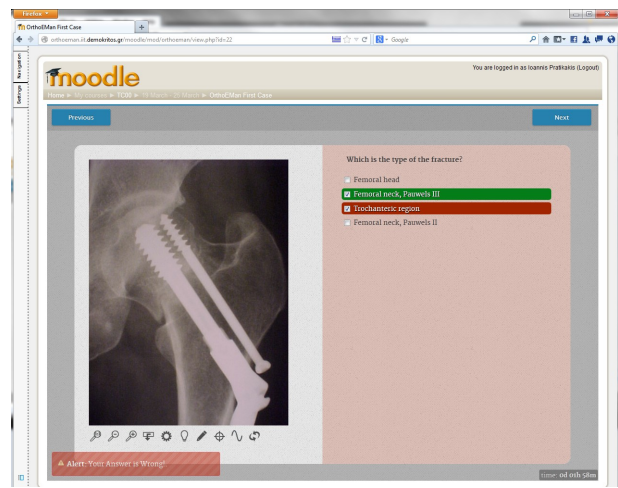 Firefox
OrthoEMan First Case
orthoeman.iit.demokritos.gr/moodle/mod/orthoeman/view.php?id=22
Google
Navigation
Settings
moodle
You are logged in as Ioannis Pratikakis (Logout)
Home ► My courses ► TC00 ► 19 March - 25 March ► OrthoEMan First Case
Previous
Next
Which is the type of the fracture?
Femoral head
Femoral neck, Pauwels III
Trochanteric region
Femoral neck, Pauwels II
Alert: Your Answer is Wrong!
time: 0d 0th 58m